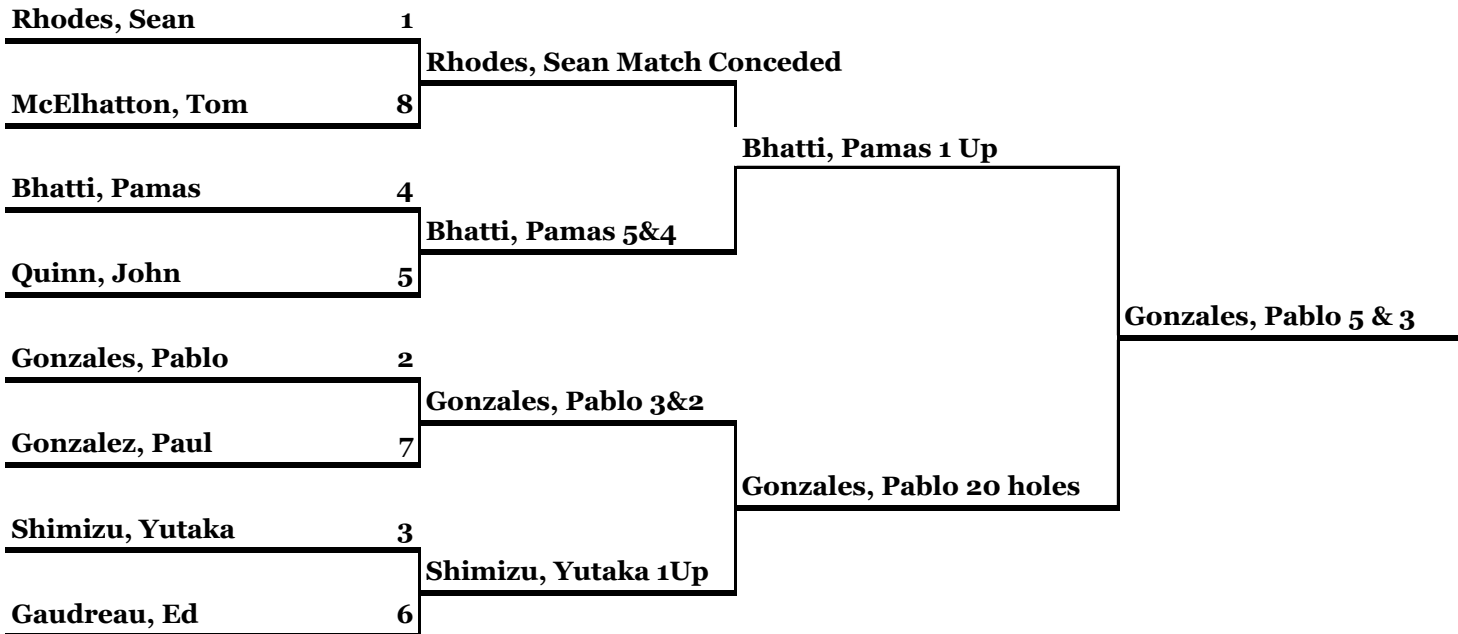 Rhodes, Sean 1
Rhodes, Sean Match Conceded
McElhatton, Tom 8
Bhatti, Pamas 1 Up
Bhatti, Pamas 4
Bhatti, Pamas 5&4
Quinn, John 5
Gonzales, Pablo 5 & 3
Gonzales, Pablo 2
Gonzales, Pablo 3&2
Gonzalez, Paul 7
Gonzales, Pablo 20 holes
Shimizu, Yutaka 3
Shimizu, Yutaka 1Up
Gaudreau, Ed 6